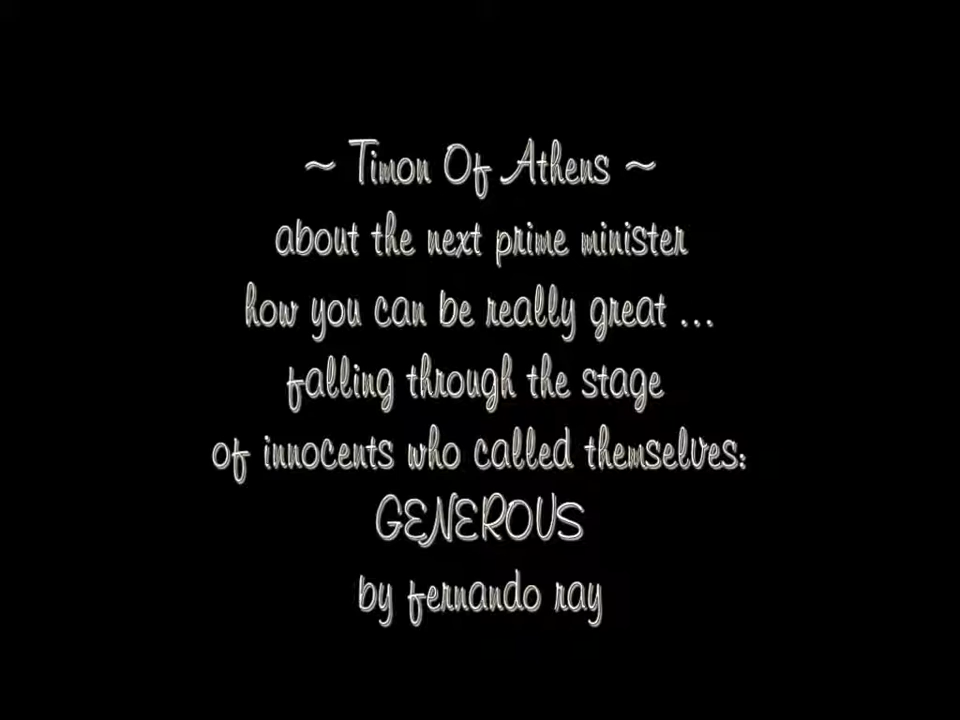 ~ Timon Of Athens ~
about the next prime minister
how you can be really great ...
falling through the stage
of innocents who called themselves:
GENEROUS
by fernando ray